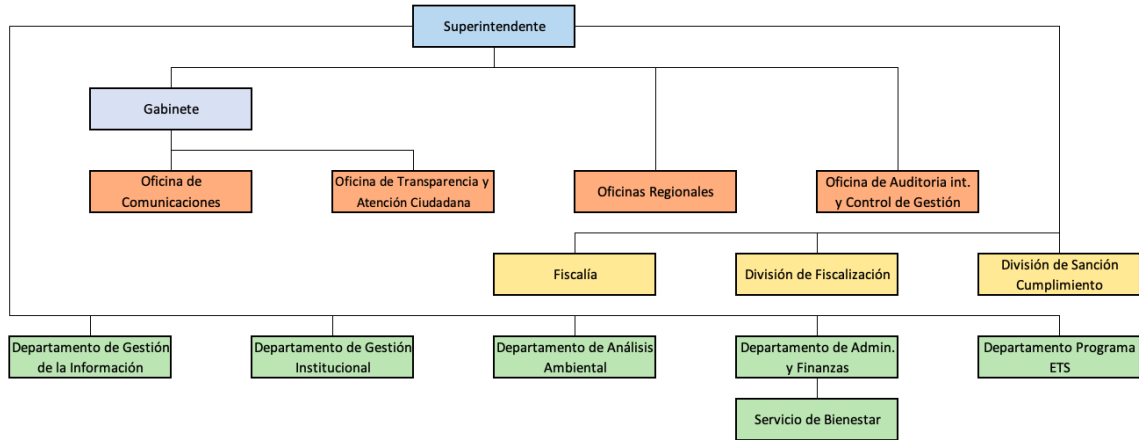 Superintendente
Gabinete
Oficina de
Comunicaciones
Oficina de Transparencia y
Atención Ciudadana
Oficinas Regionales
Oficina de Auditoria int.
y Control de Gestión
Fiscalía
División de Fiscalización
División de Sanción
Cumplimiento
Departamento de Gestión
de la Información
Departamento de Gestión
Institucional
Departamento de Análisis
Ambiental
Departamento de Admin.
y Finanzas
Departamento Programa
ETS
Servicio de Bienestar